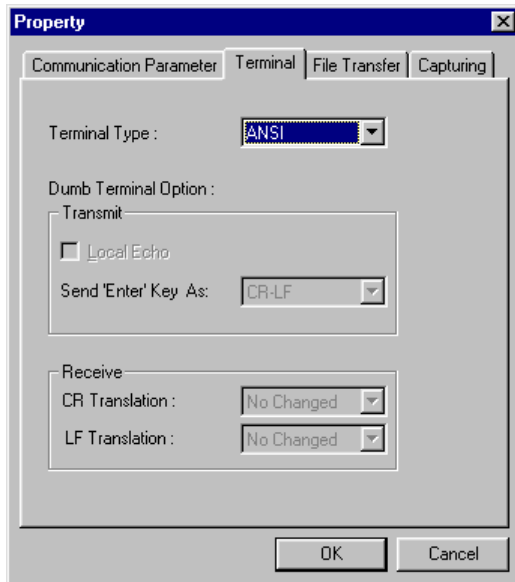 Property
Communication Parameter Terminal File Transfer Capturing
Terminal Type : ANSI
Dumb Terminal Option :
Transmit
Local Echo
Send 'Enter' Key As: CR-LF
Receive
CR Translation : No Changed
LF Translation : No Changed
OK Cancel